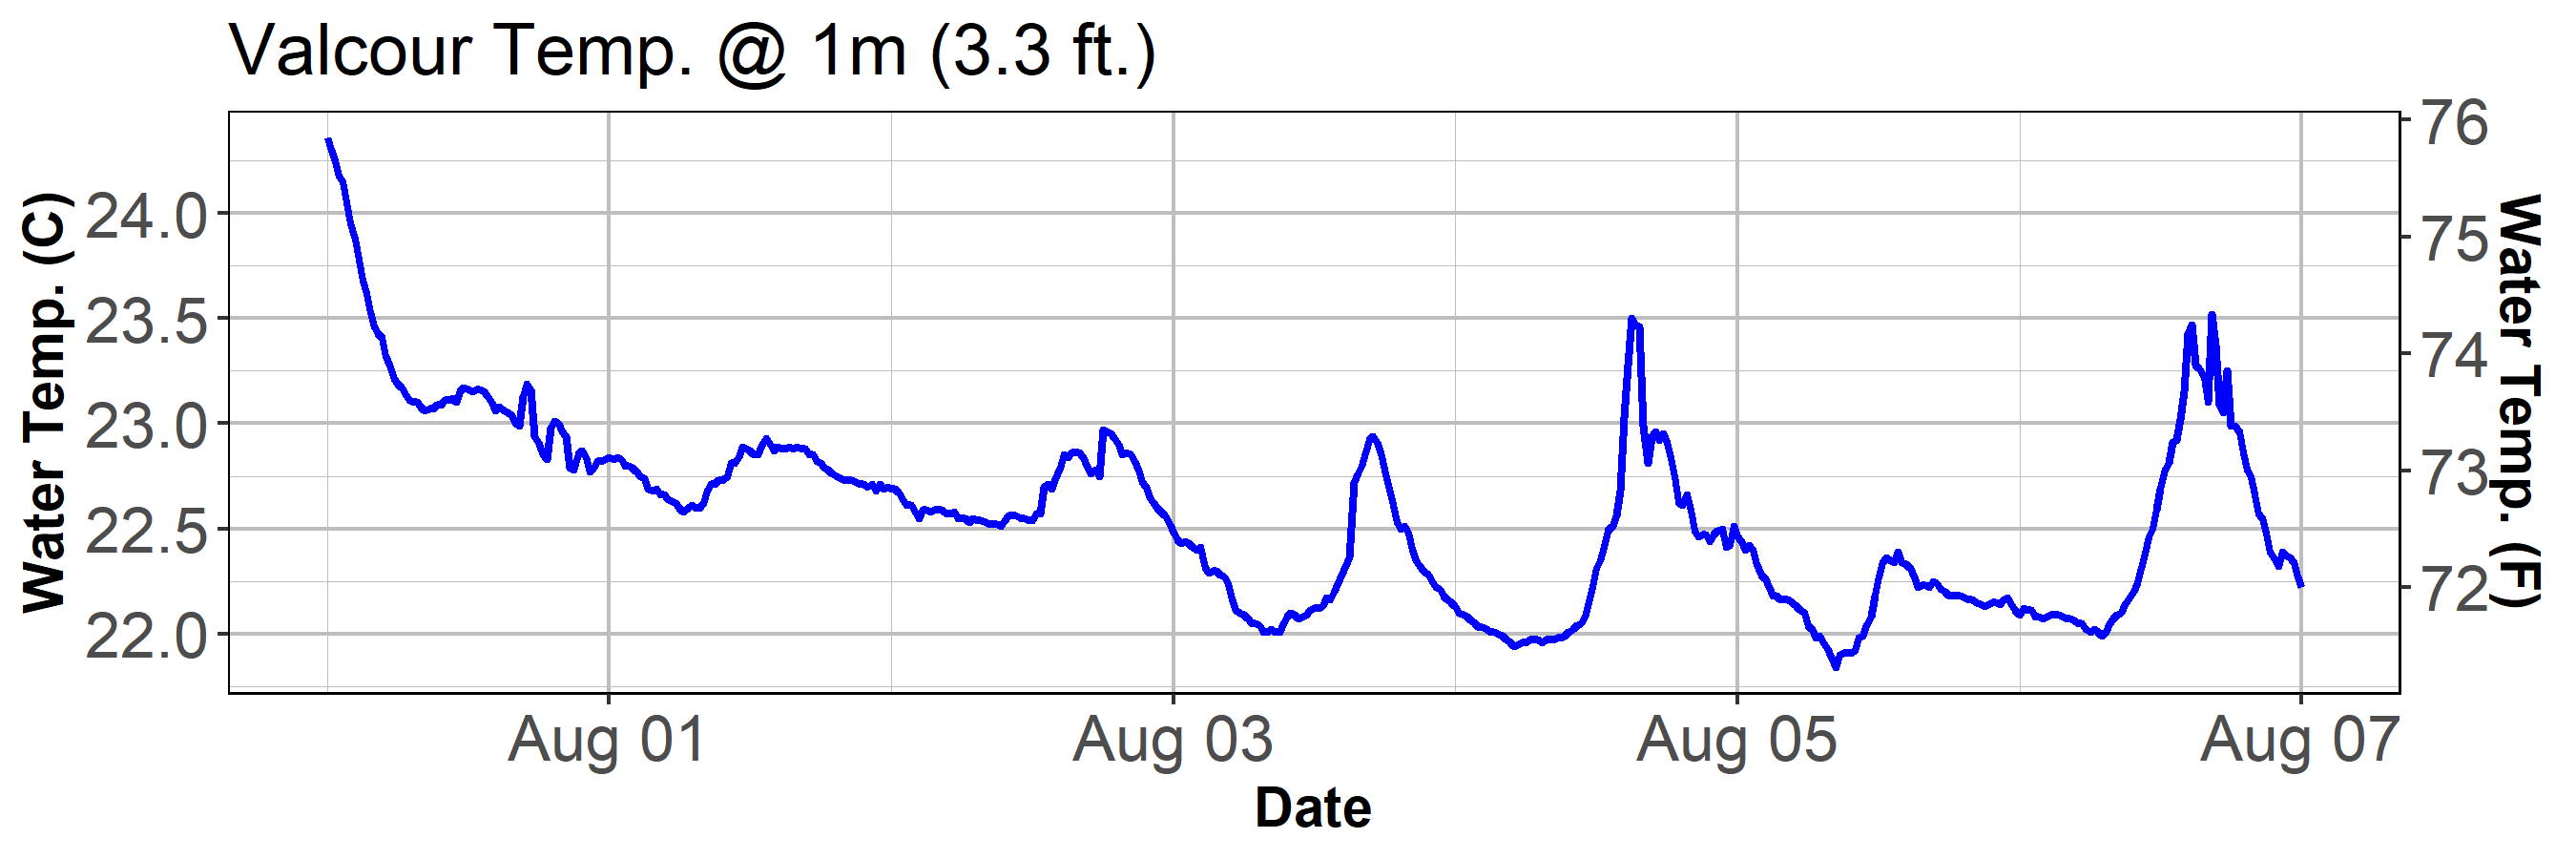 Valcour Temp. @ 1m (3.3 ft.)
Water Temp. (C)
24.0
23.5
23.0
22.5
22.0
76
75
74
73
72
Water Temp. (F)
Aug 01
Aug 03
Aug 05
Aug 07
Date